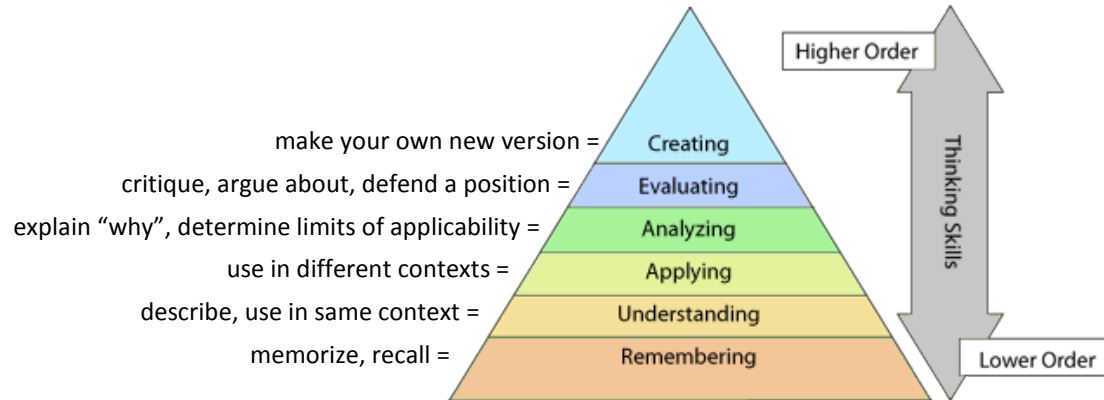 Higher Order
make your own new version = Creating
critique, argue about, defend a position = Evaluating
explain “why”, determine limits of applicability = Analyzing
use in different contexts = Applying
describe, use in same context = Understanding
memorize, recall = Remembering
Thinking Skills
Lower Order